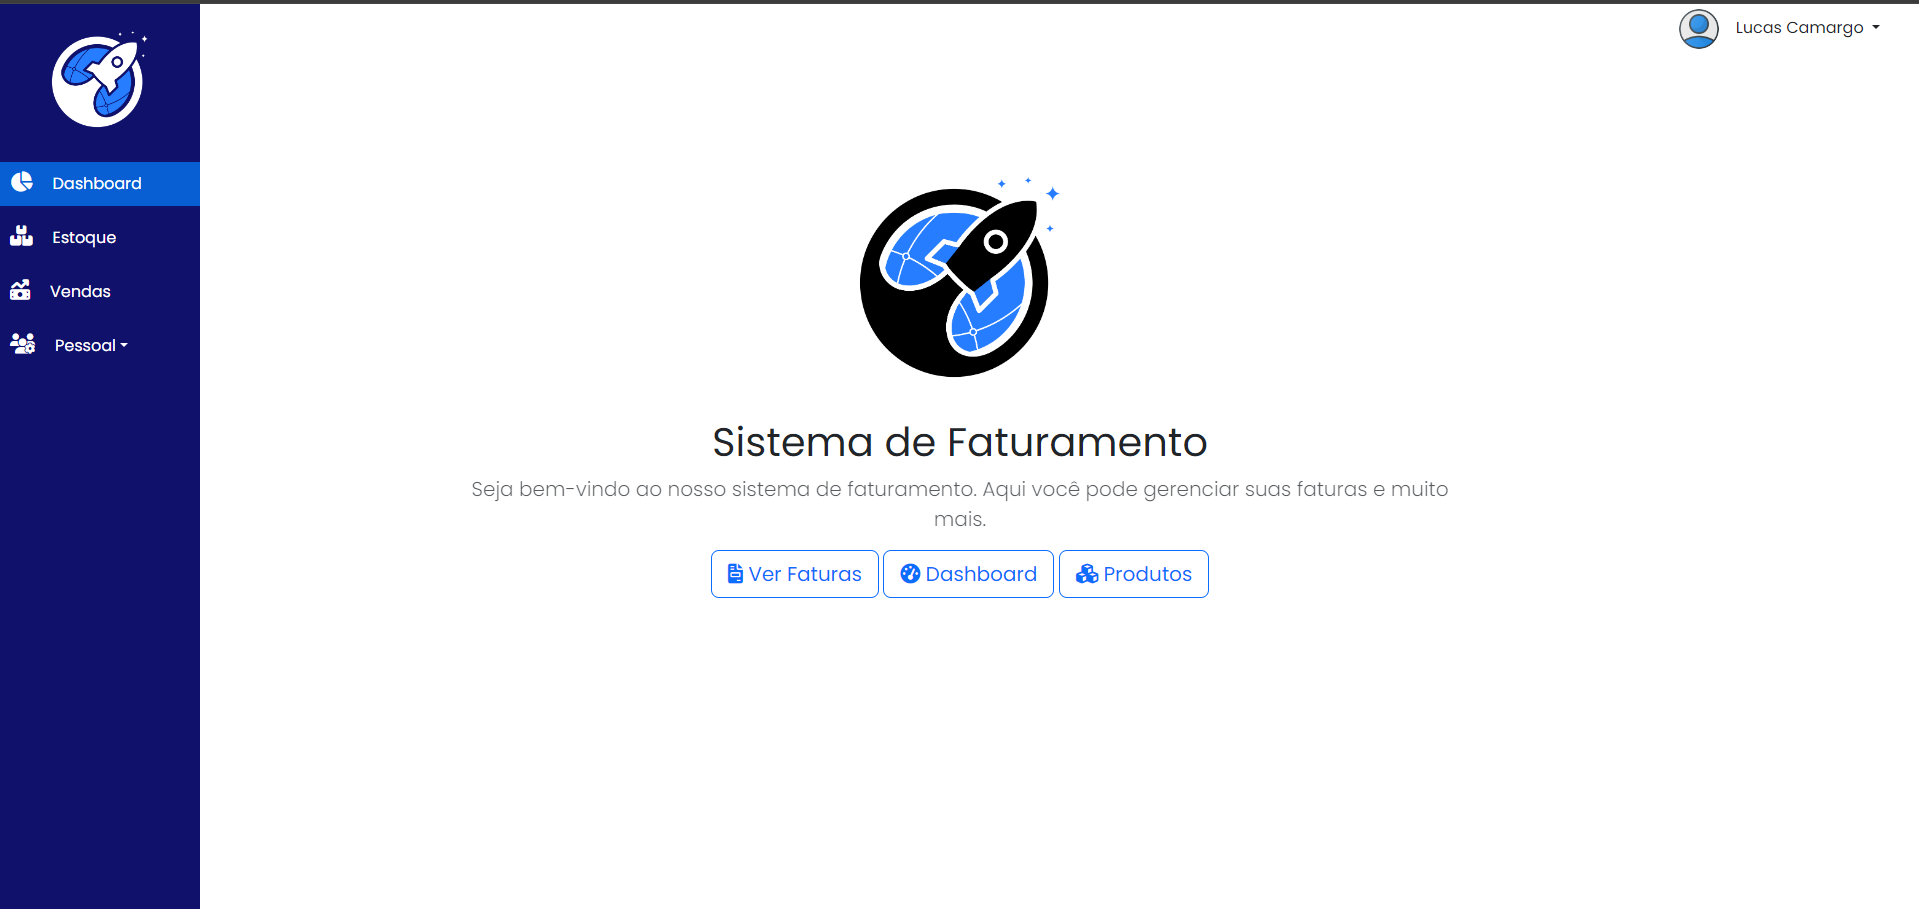 Lucas Camargo
Dashboard
Estoque
Vendas
Pessoal
Sistema de Faturamento
Seja bem-vindo ao nosso sistema de faturamento. Aqui você pode gerenciar suas faturas e muito
mais.
Ver Faturas
Dashboard
Produtos